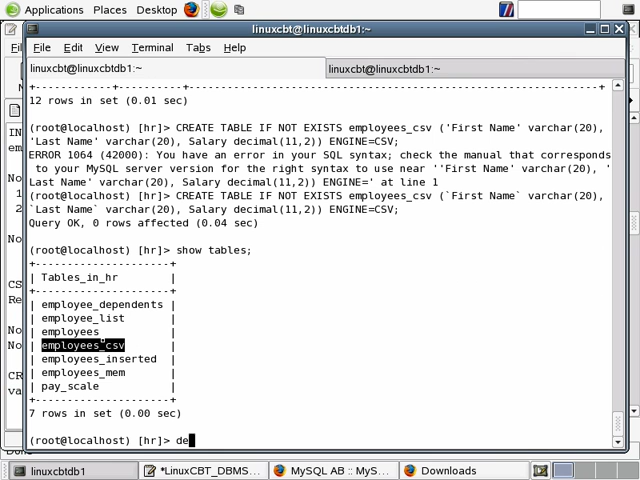 Applications Places Desktop
linuxcbt@linuxcbtdb1:~
File Edit View Terminal Tabs Help
linuxcbt@linuxcbtdb1:~ linuxcbt@linuxcbtdb1:~
+------------+----------+------------------------------------------------------------+
12 rows in set (0.01 sec)
(root@localhost) [hr]> CREATE TABLE IF NOT EXISTS employees_csv ('First Name' varchar(20),
'Last Name' varchar(20), Salary decimal(11,2)) ENGINE=CSV;
ERROR 1064 (42000): You have an error in your SQL syntax; check the manual that corresponds
to your MySQL server version for the right syntax to use near ''First Name' varchar(20), '
Last Name' varchar(20), Salary decimal(11,2)) ENGINE=' at line 1
(root@localhost) [hr]> CREATE TABLE IF NOT EXISTS employees_csv (`First Name` varchar(20),
`Last Name` varchar(20), Salary decimal(11,2)) ENGINE=CSV;
Query OK, 0 rows affected (0.04 sec)
(root@localhost) [hr]> show tables;
+---------------------+
| Tables_in_hr |
+---------------------+
| employee_dependents |
| employee_list |
| employees |
| employees_csv |
| employees_inserted |
| employees_mem |
| pay_scale |
+---------------------+
7 rows in set (0.00 sec)
(root@localhost) [hr]> de
linuxcbtdb1 *LinuxCBT_DBMS... MySQL AB :: MyS... Downloads